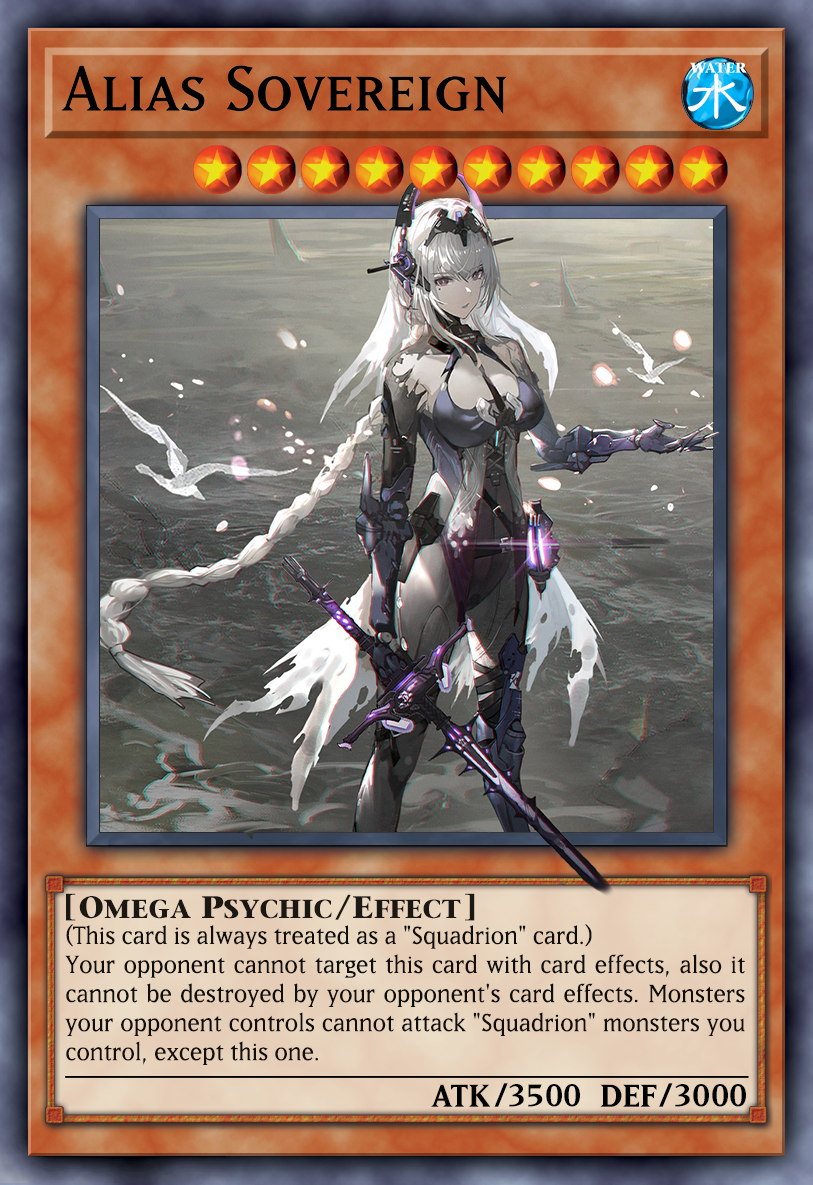 Alias Sovereign
WATER
水
[Omega Psychic/Effect]
(This card is always treated as a "Squadrion" card.)
Your opponent cannot target this card with card effects, also it
cannot be destroyed by your opponent's card effects. Monsters
your opponent controls cannot attack "Squadrion" monsters you
control, except this one.
ATK/3500 DEF/3000